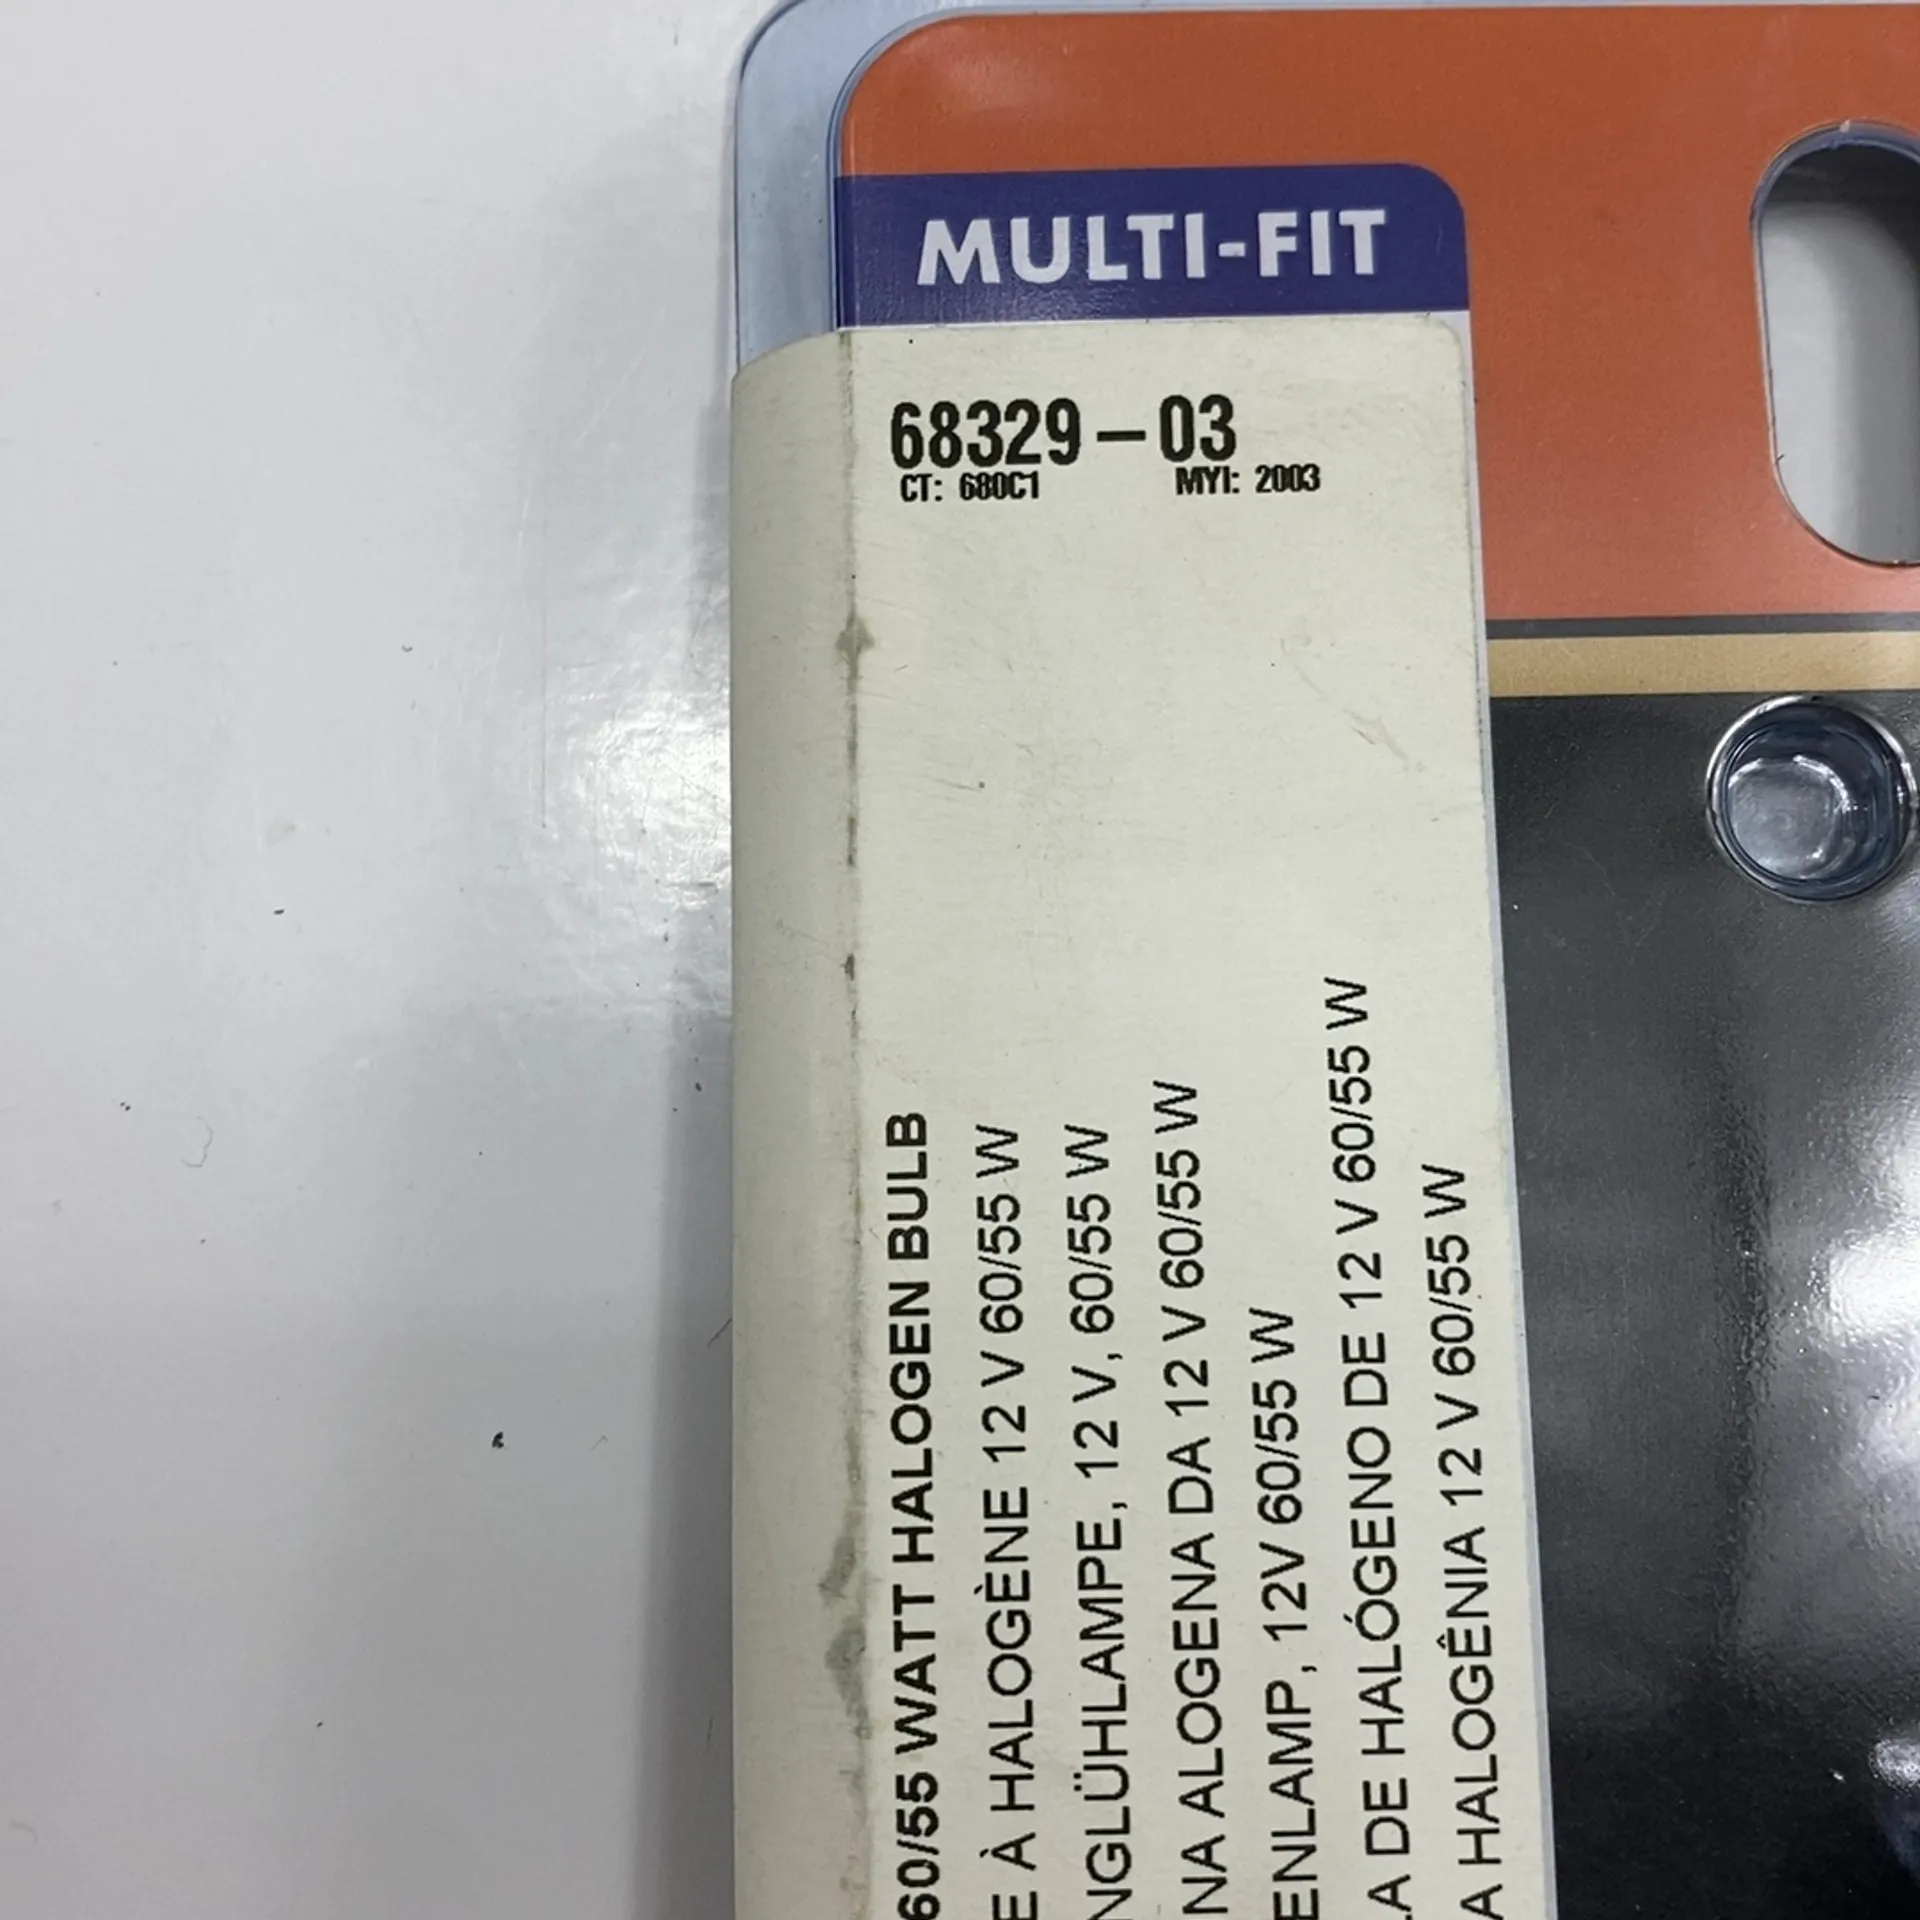 MULTI-FIT
68329-03
CT: 680C1 MYI: 2003
60/55 WATT HALOGEN BULB
E À HALOGÈNE 12 V 60/55 W
NGLÜHLAMPE, 12 V, 60/55 W
NA ALOGENA DA 12 V 60/55 W
ENLAMP, 12V 60/55 W
LA DE HALÓGENO DE 12 V 60/55 W
A HALOGÊNIA 12 V 60/55 W